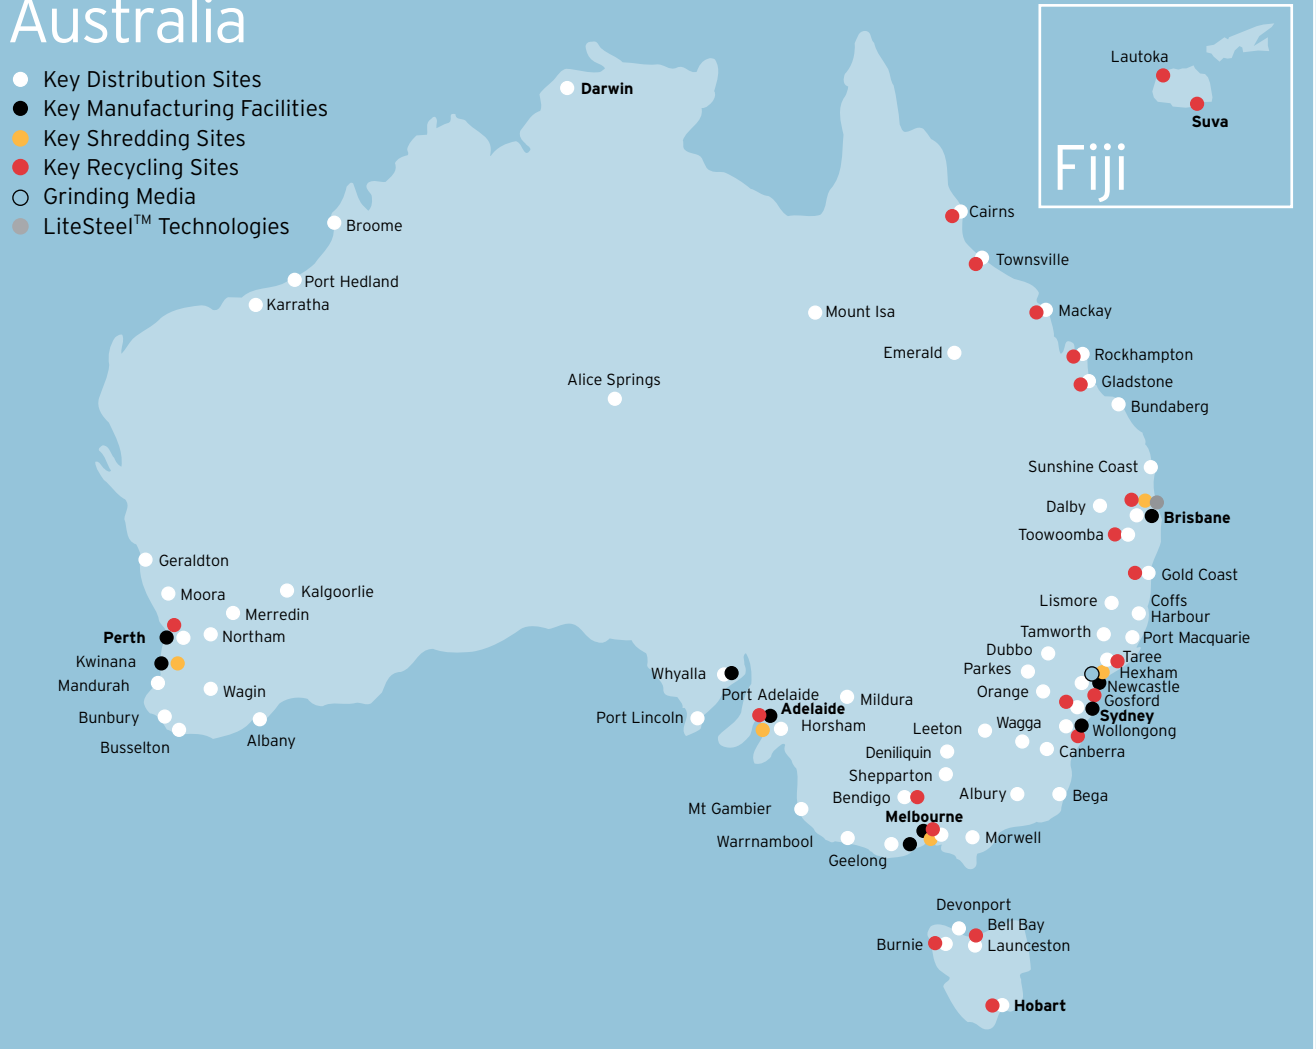 Australia
Key Distribution Sites
Key Manufacturing Facilities
Key Shredding Sites
Key Recycling Sites
Grinding Media
LiteSteel™ Technologies
Lautoka
Suva
Fiji
Darwin
Cairns
Broome
Townsville
Port Hedland
Karratha
Mount Isa
Mackay
Emerald
Rockhampton
Alice Springs
Gladstone
Bundaberg
Sunshine Coast
Dalby
Brisbane
Toowoomba
Geraldton
Gold Coast
Moora
Kalgoorlie
Lismore
Coffs
Harbour
Merredin
Perth
Northam
Tamworth
Port Macquarie
Dubbo
Taree
Kwinana
Parkes
Hexham
Whyalla
Mandurah
Wagin
Port Adelaide
Orange
Newcastle
Mildura
Gosford
Adelaide
Bunbury
Port Lincoln
Sydney
Horsham
Leeton
Wagga
Wollongong
Busselton
Albany
Deniliquin
Canberra
Shepparton
Bendigo
Albury
Bega
Mt Gambier
Melbourne
Warrnambool
Morwell
Geelong
Devonport
Bell Bay
Burnie
Launceston
Hobart